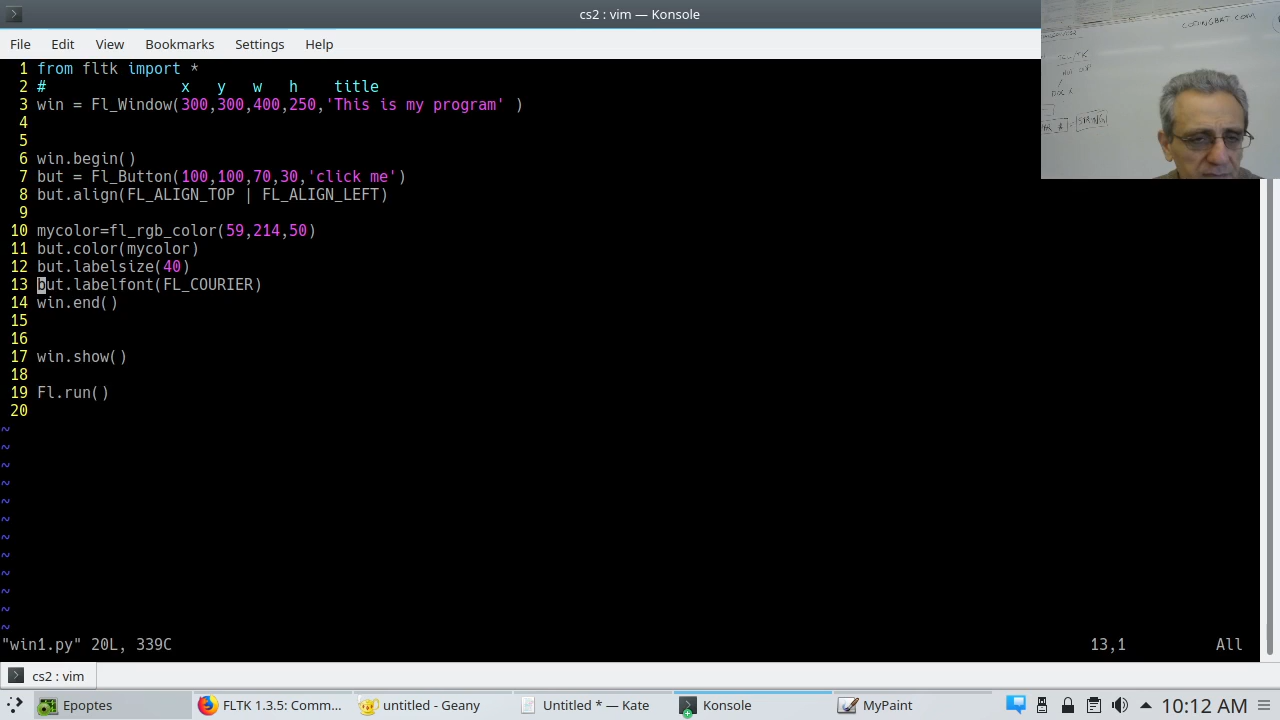 cs2 : vim — Konsole
File Edit View Bookmarks Settings Help
CODINGBAT.COM
1 from fltk import *
2 # x y w h title
3 win = Fl_Window(300,300,400,250,'This is my program' )
4
5
6 win.begin()
7 but = Fl_Button(100,100,70,30,'click me')
8 but.align(FL_ALIGN_TOP | FL_ALIGN_LEFT)
9
10 mycolor=fl_rgb_color(59,214,50)
11 but.color(mycolor)
12 but.labelsize(40)
13 but.labelfont(FL_COURIER)
14 win.end()
15
16
17 win.show()
18
19 Fl.run()
20
~
~
~
~
~
~
~
~
~
~
~
~
"win1.py" 20L, 339C 13,1 All
cs2 : vim
Epoptes FLTK 1.3.5: Comm... untitled - Geany Untitled * — Kate Konsole MyPaint 10:12 AM